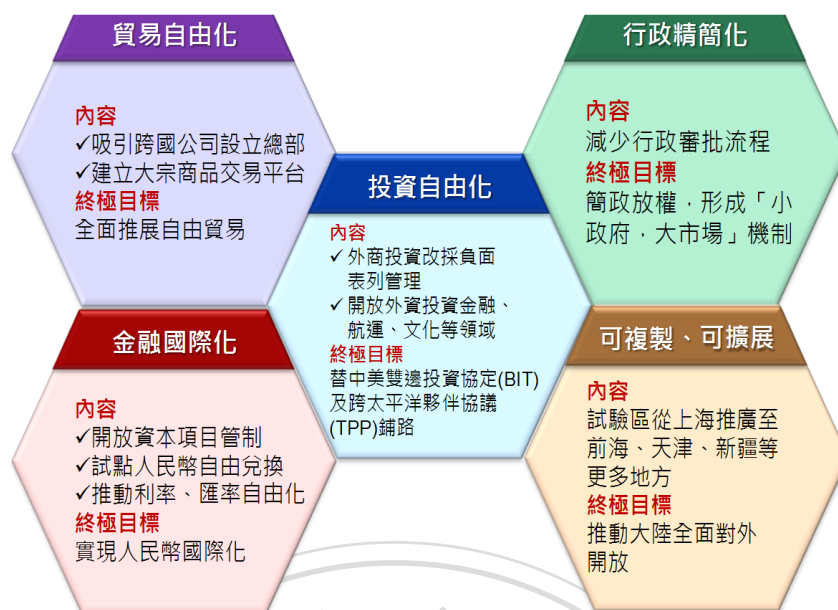 貿易自由化
內容
✓吸引跨國公司設立總部
✓建立大宗商品交易平台
終極目標
全面推展自由貿易
行政精簡化
內容
減少行政審批流程
終極目標
簡政放權，形成「小
政府，大市場」機制
投資自由化
內容
✓外商投資改採負面
表列管理
✓開放外資投資金融、
航運、文化等領域
終極目標
替中美雙邊投資協定(BIT)
及跨太平洋夥伴協議
(TPP)鋪路
金融國際化
內容
✓開放資本項目管制
✓試點人民幣自由兌換
✓推動利率、匯率自由化
終極目標
實現人民幣國際化
可複製、可擴展
內容
試驗區從上海推廣至
前海、天津、新疆等
更多地方
終極目標
推動大陸全面對外
開放